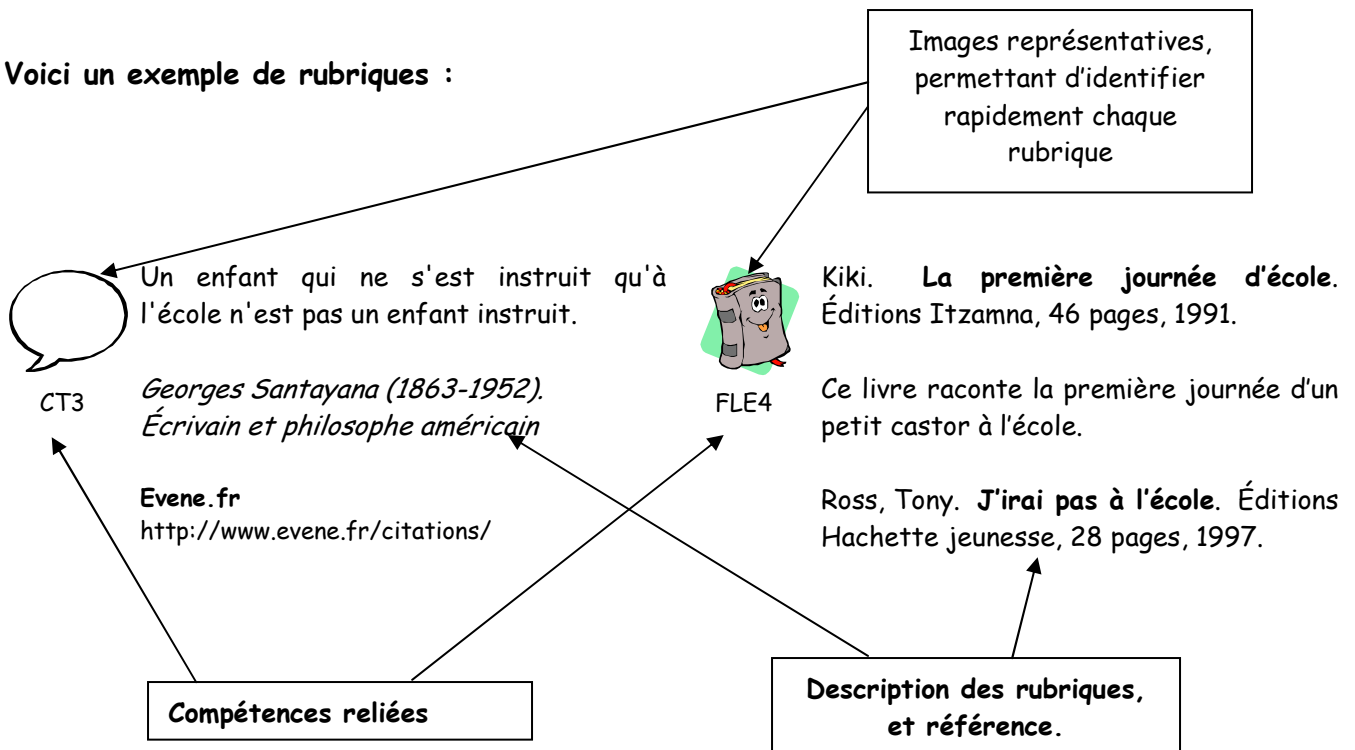 Voici un exemple de rubriques :
Images représentatives,
permettant d'identifier
rapidement chaque
rubrique
Un enfant qui ne s'est instruit qu'à
l'école n'est pas un enfant instruit.
CT3
Georges Santayana (1863-1952).
Écrivain et philosophe américain
Evene.fr
http://www.evene.fr/citations/
Kiki. La première journée d'école.
Éditions Itzamna, 46 pages, 1991.
FLE4
Ce livre raconte la première journée d'un
petit castor à l'école.
Ross, Tony. J'irai pas à l'école. Éditions
Hachette jeunesse, 28 pages, 1997.
Compétences reliées
Description des rubriques,
et référence.